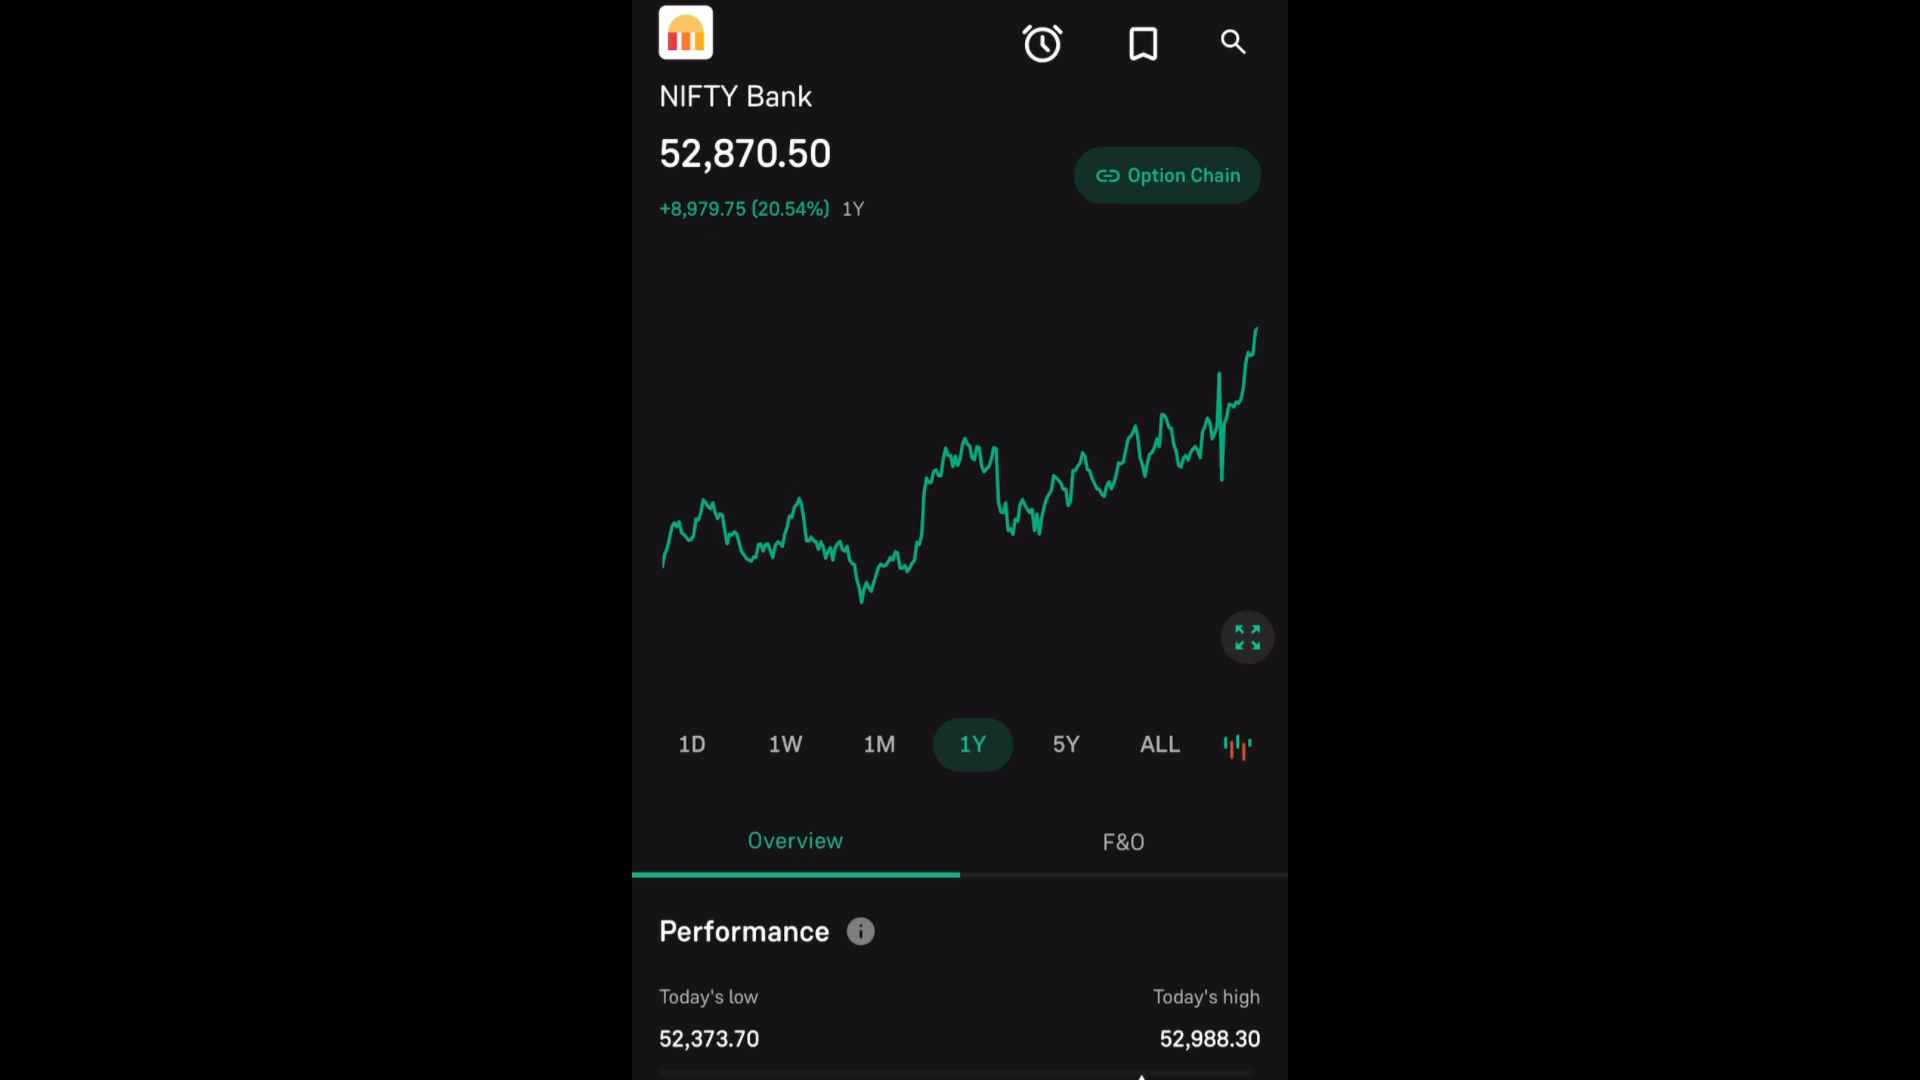 NIFTY Bank
52,870.50
+8,979.75 (20.54%) 1Y
Option Chain
1D 1W 1M 1Y 5Y ALL
Overview F&O
Performance
Today's low Today's high
52,373.70 52,988.30